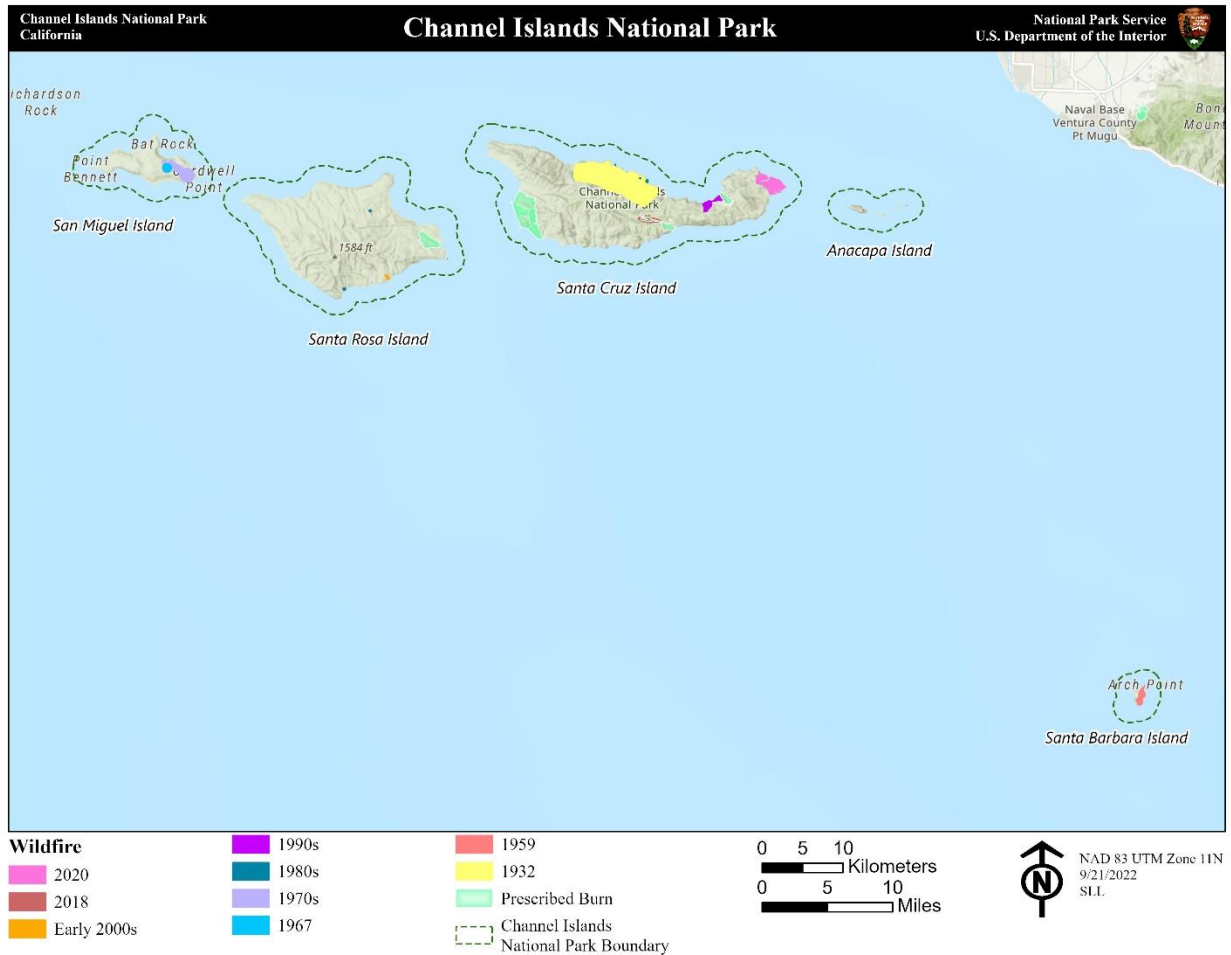 Channel Islands National Park
California
Channel Islands National Park
National Park Service
U.S. Department of the Interior
ichardson
Rock
Bat Rock
Point
Bennett
Point
San Miguel Island
1584 ft
Santa Rosa Island
National Park
Santa Cruz Island
Anacapa Island
Naval Base
Ventura County
Pt Mugu
Bon
Mount
Arch Point
Santa Barbara Island
Wildfire
2020
2018
Early 2000s
1990s
1980s
1970s
1967
1959
1932
Prescribed Burn
Channel Islands
National Park Boundary
0 5 10
Kilometers
0 5 10
Miles
N
NAD 83 UTM Zone 11N
9/21/2022
SLL